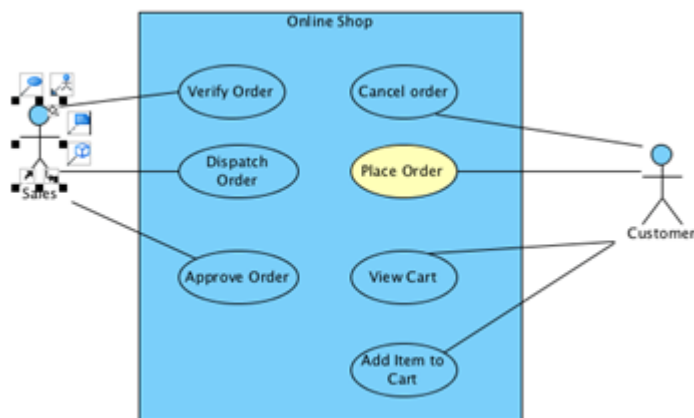 Online Shop
Verify Order
Cancel order
Dispatch
Order
Place Order
Sales
Customer
Approve Order
View Cart
Add Item to
Cart